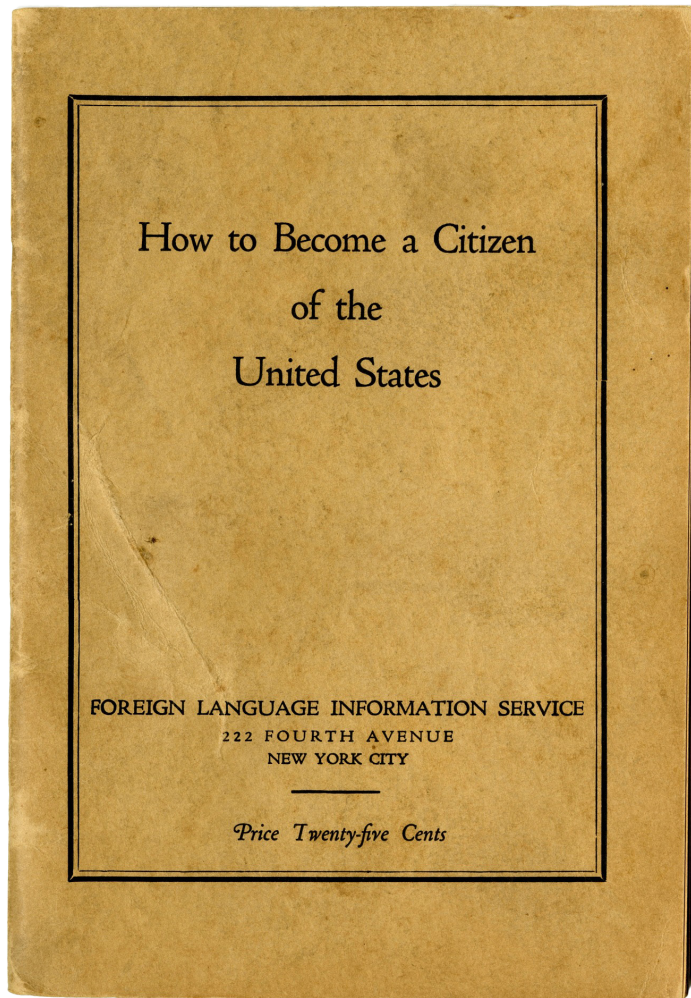 How to Become a Citizen
of the
United States
FOREIGN LANGUAGE INFORMATION SERVICE
222 FOURTH AVENUE
NEW YORK CITY
Price Twenty-five Cents